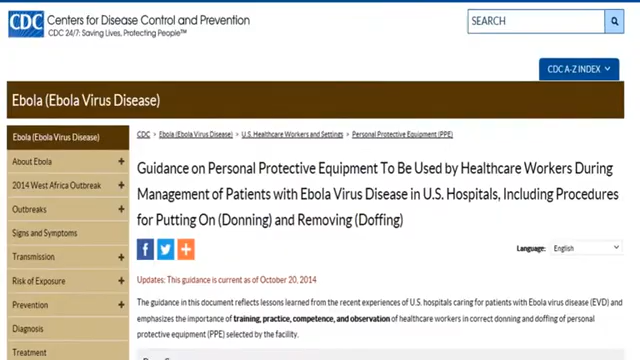 CDC
Centers for Disease Control and Prevention
CDC 24/7: Saving Lives, Protecting People™
SEARCH
CDC A-Z INDEX
Ebola (Ebola Virus Disease)
Ebola (Ebola Virus Disease)
About Ebola
2014 West Africa Outbreak
Outbreaks
Signs and Symptoms
Transmission
Risk of Exposure
Prevention
Diagnosis
Treatment
CDC > Ebola (Ebola Virus Disease) > U.S. Healthcare Workers and Settings > Personal Protective Equipment (PPE)
Guidance on Personal Protective Equipment To Be Used by Healthcare Workers During
Management of Patients with Ebola Virus Disease in U.S. Hospitals, Including Procedures
for Putting On (Donning) and Removing (Doffing)
Language: English
Updates: This guidance is current as of October 20, 2014
The guidance in this document reflects lessons learned from the recent experiences of U.S. hospitals caring for patients with Ebola virus disease (EVD) and
emphasizes the importance of training, practice, competence, and observation of healthcare workers in correct donning and doffing of personal
protective equipment (PPE) selected by the facility.